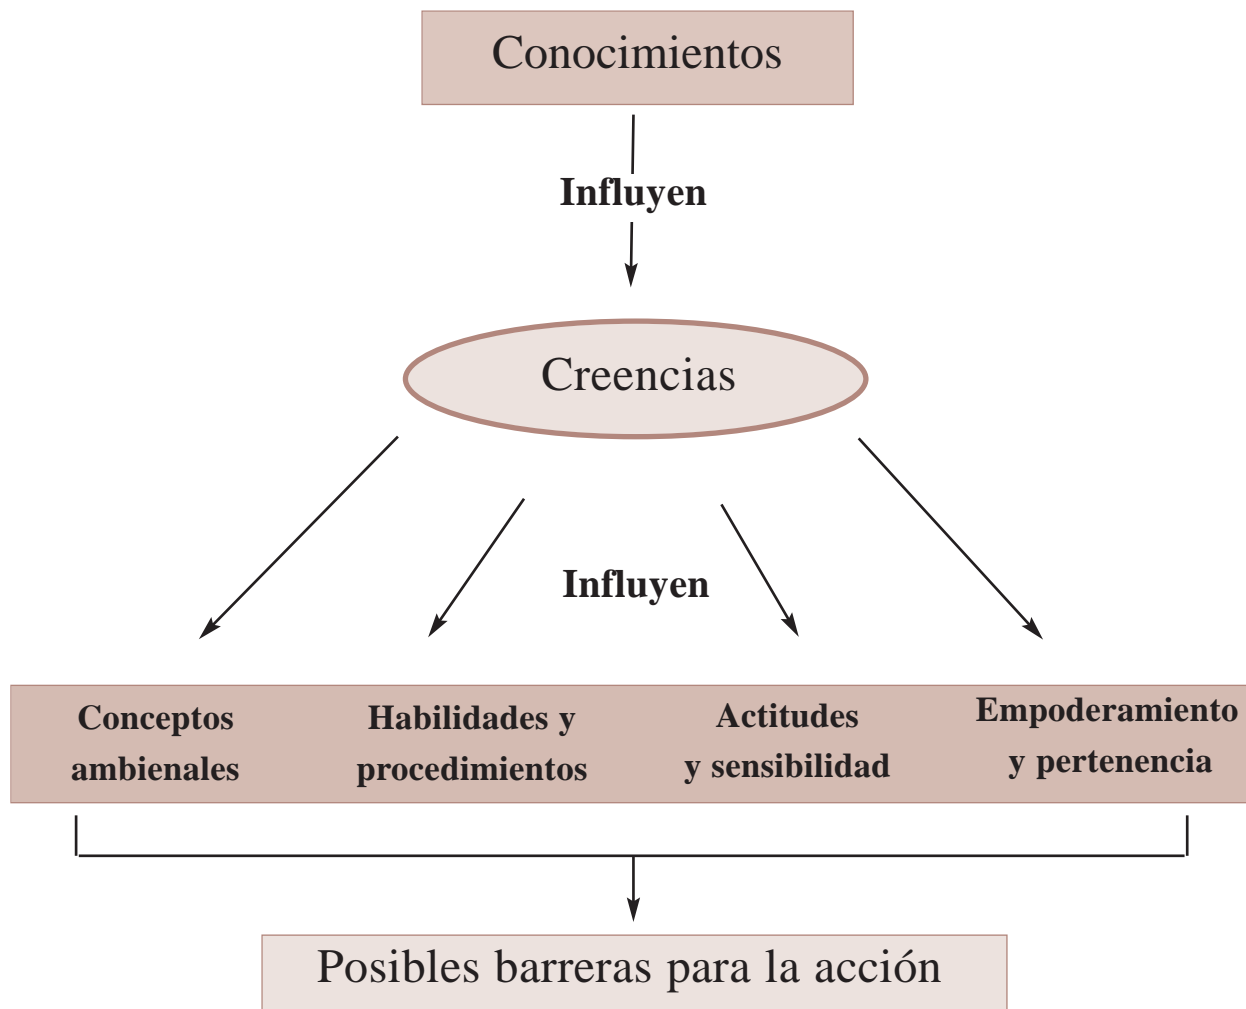 Conocimientos
Influyen
Creencias
Influyen
Conceptos
ambienales
Habilidades y
procedimientos
Actitudes
y sensibilidad
Empoderamiento
y pertenencia
Posibles barreras para la acción